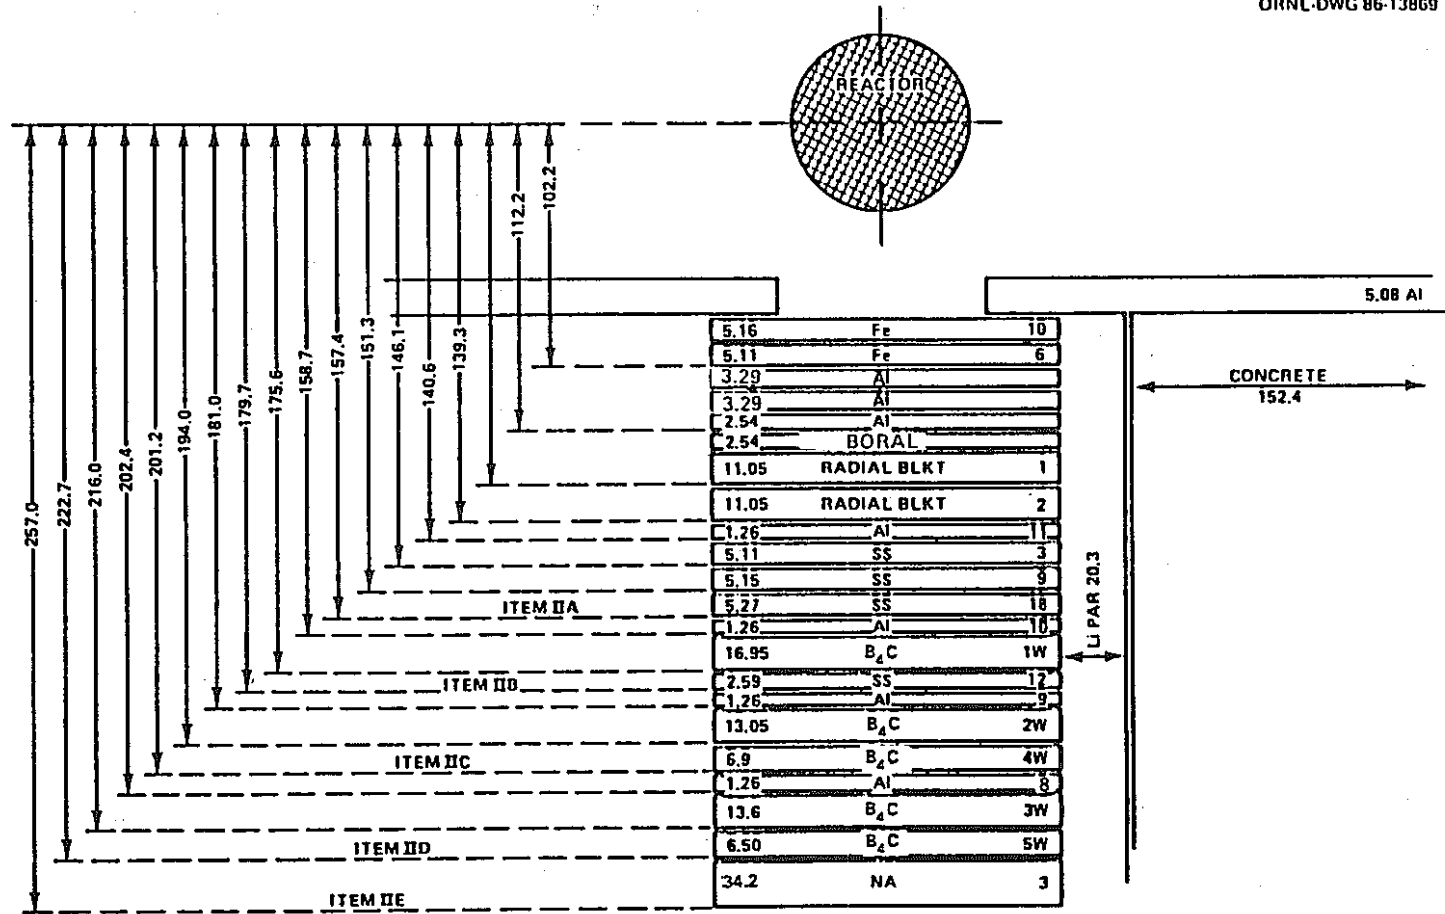 ORNL-DWG 86-13869
REACTOR
102.2
112.2
139.3
140.6
146.1
151.3
157.4
158.7
175.6
179.7
181.0
194.0
201.2
202.4
216.0
222.7
257.0
5.08 Al
5.16 Fe 10
5.11 Fe 6
3.29 Al
3.29 Al
2.54 Al
2.54 BORAL
11.05 RADIAL BLKT 1
11.05 RADIAL BLKT 2
1.26 Al 11
5.11 SS 3
5.15 SS 9
5.27 SS 18
1.26 Al 10
16.95 B4C 1W
2.59 SS 12
1.26 Al 9
13.05 B4C 2W
6.9 B4C 4W
1.26 Al 8
13.6 B4C 3W
6.50 B4C 5W
34.2 NA 3
CONCRETE
152.4
Li PAR 20.3
ITEM IIA
ITEM IIB
ITEM IIC
ITEM IID
ITEM IIE